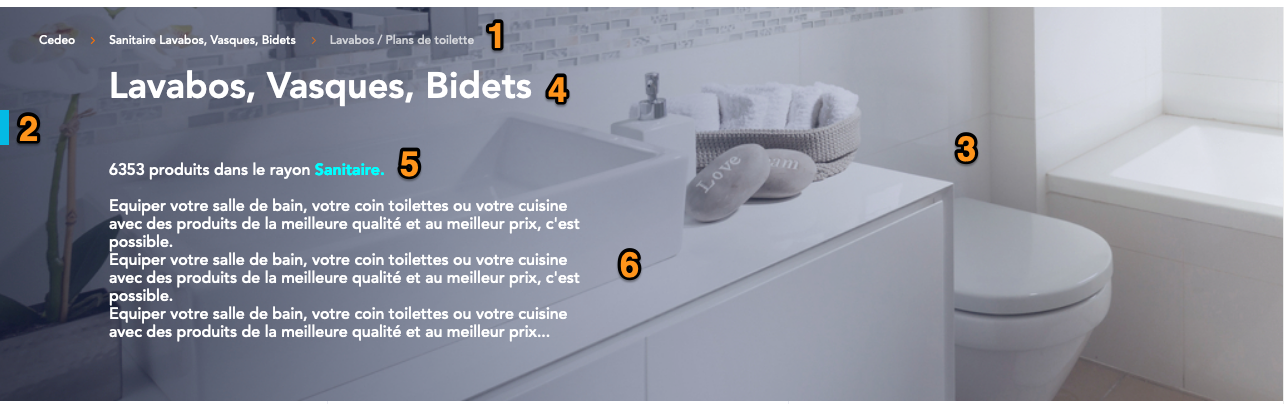 Cedeo > Sanitaire Lavabos, Vasques, Bidets > Lavabos / Plans de toilette 1
Lavabos, Vasques, Bidets 4
2
3
6353 produits dans le rayon Sanitaire. 5
Love
am
Equiper votre salle de bain, votre coin toilettes ou votre cuisine
avec des produits de la meilleure qualité et au meilleur prix, c'est
possible.
Equiper votre salle de bain, votre coin toilettes ou votre cuisine
avec des produits de la meilleure qualité et au meilleur prix, c'est
possible.
6
Equiper votre salle de bain, votre coin toilettes ou votre cuisine
avec des produits de la meilleure qualité et au meilleur prix...